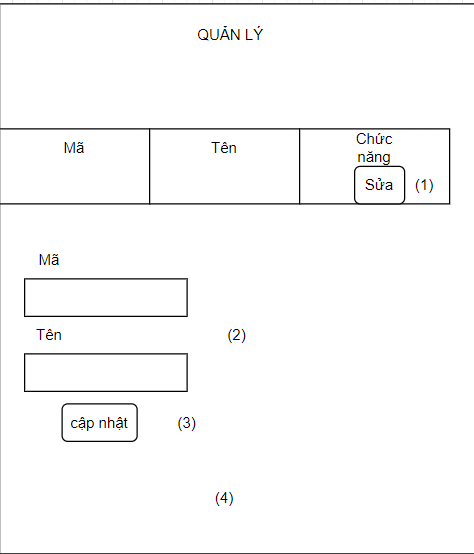 QUẢN LÝ
Mã
Tên
Chức
năng
Sửa
(1)
Mã
Tên
(2)
cập nhật
(3)
(4)